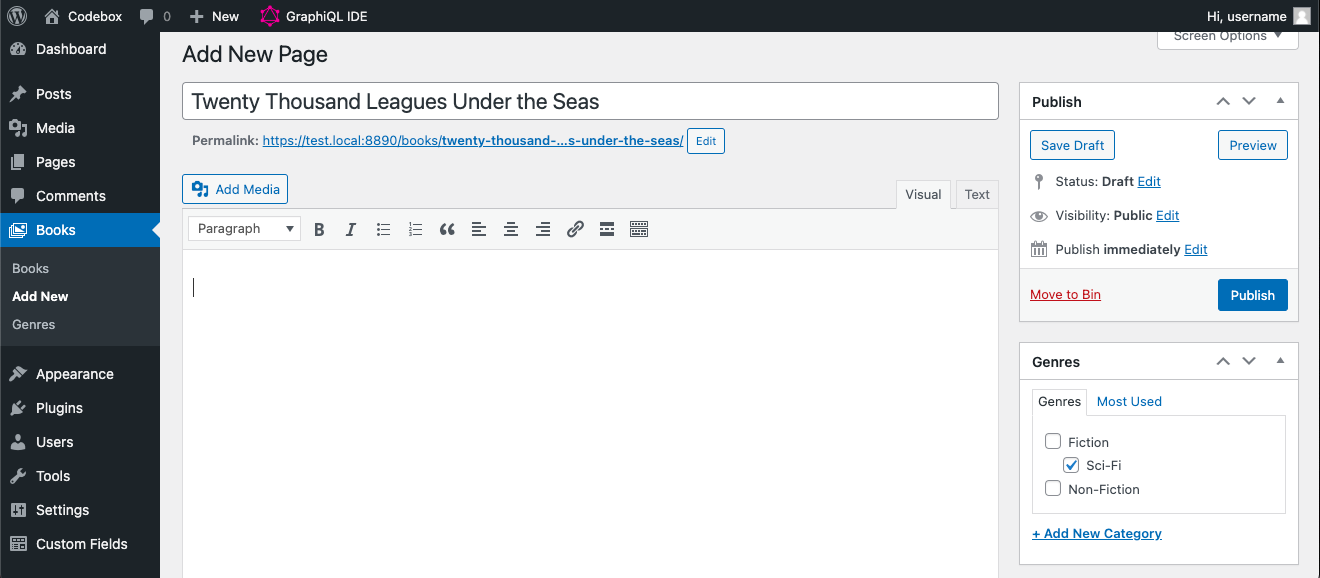 Codebox 0 New GraphiQL IDE Hi, username
Dashboard
Posts
Media
Pages
Comments
Books
Books
Add New
Genres
Appearance
Plugins
Users
Tools
Settings
Custom Fields
Screen Options
Add New Page
Twenty Thousand Leagues Under the Seas
Permalink: https://test.local:8890/books/twenty-thousand-...s-under-the-seas/ Edit
Add Media
Visual Text
Paragraph B I
Publish
Save Draft Preview
Status: Draft Edit
Visibility: Public Edit
Publish immediately Edit
Move to Bin Publish
Genres
Genres Most Used
Fiction
Sci-Fi
Non-Fiction
+ Add New Category